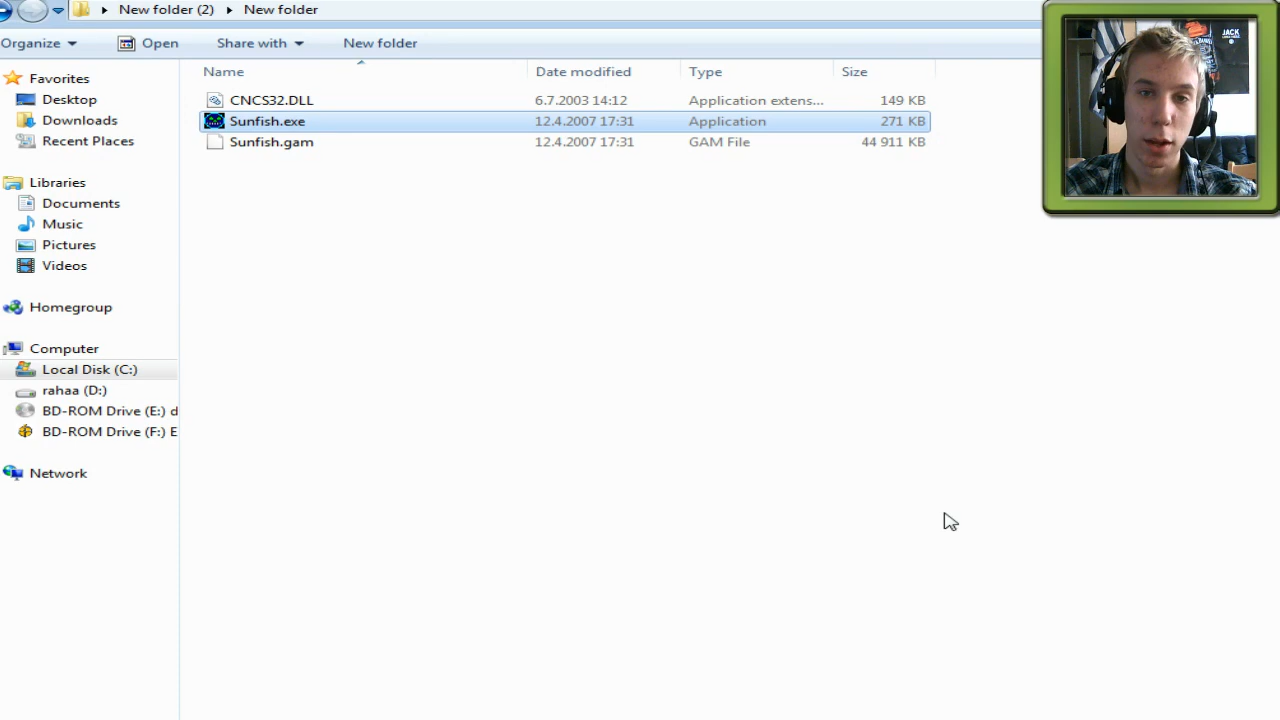 New folder (2) New folder
Organize Open Share with New folder
Name Date modified Type Size
Favorites
Desktop
Downloads
Recent Places
Libraries
Documents
Music
Pictures
Videos
Homegroup
Computer
Local Disk (C:)
rahaa (D:)
BD-ROM Drive (E:) d
BD-ROM Drive (F:) E
Network
CNCS32.DLL 6.7.2003 14:12 Application extens... 149 KB
Sunfish.exe 12.4.2007 17:31 Application 271 KB
Sunfish.gam 12.4.2007 17:31 GAM File 44 911 KB
JACK